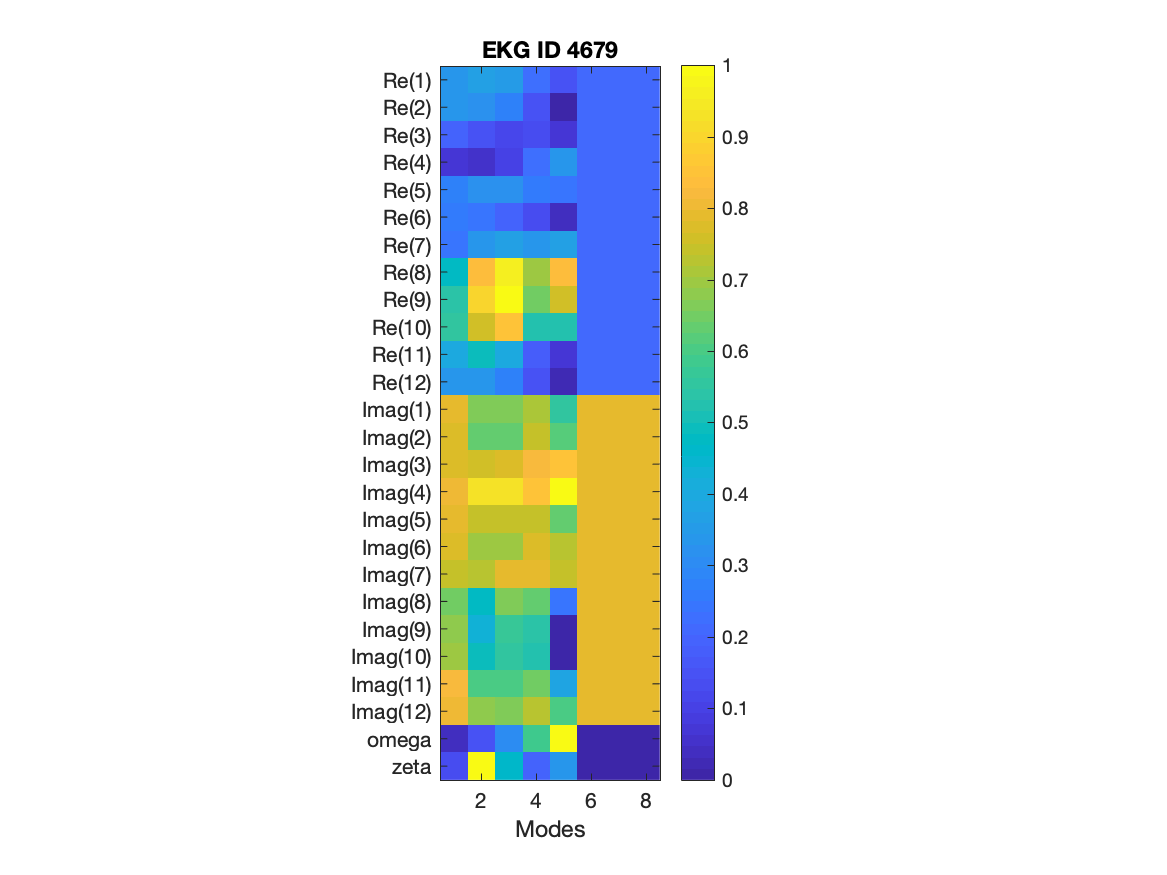 EKG ID 4679
Re(1)
Re(2)
Re(3)
Re(4)
Re(5)
Re(6)
Re(7)
Re(8)
Re(9)
Re(10)
Re(11)
Re(12)
Imag(1)
Imag(2)
Imag(3)
Imag(4)
Imag(5)
Imag(6)
Imag(7)
Imag(8)
Imag(9)
Imag(10)
Imag(11)
Imag(12)
omega
zeta
2 4 6 8
Modes
1
0.9
0.8
0.7
0.6
0.5
0.4
0.3
0.2
0.1
0